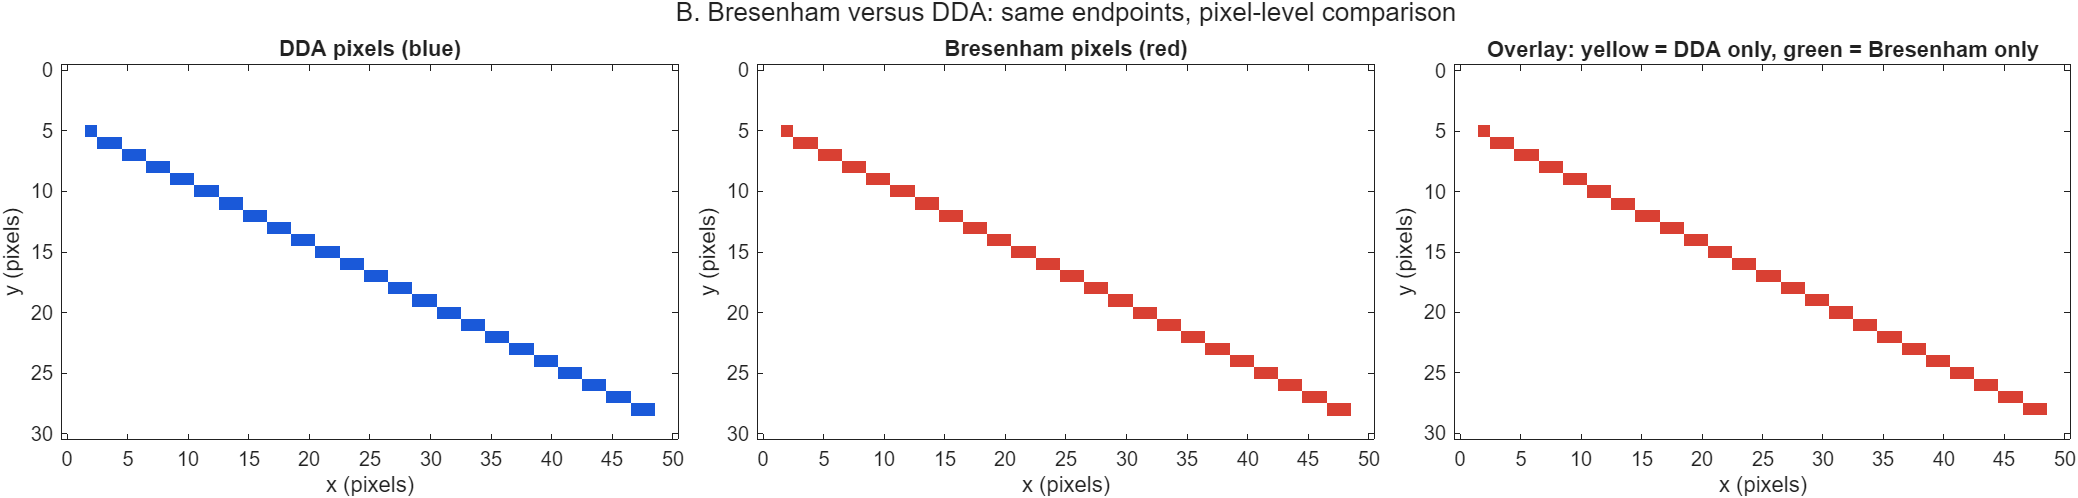 B. Bresenham versus DDA: same endpoints, pixel-level comparison
DDA pixels (blue)
0
5
10
15
20
25
30
y (pixels)
0 5 10 15 20 25 30 35 40 45 50
x (pixels)
Bresenham pixels (red)
0
5
10
15
20
25
30
y (pixels)
0 5 10 15 20 25 30 35 40 45 50
x (pixels)
Overlay: yellow = DDA only, green = Bresenham only
0
5
10
15
20
25
30
y (pixels)
0 5 10 15 20 25 30 35 40 45 50
x (pixels)